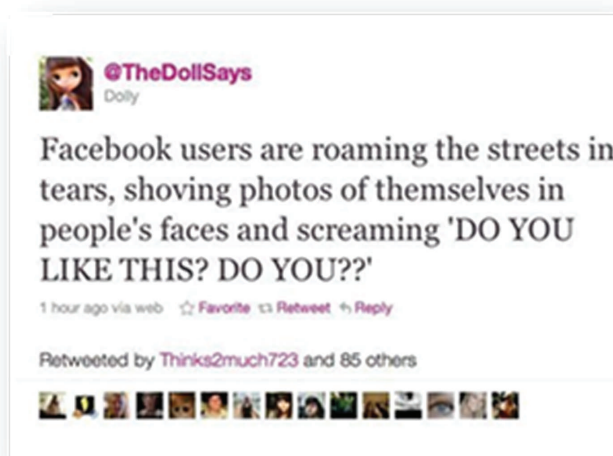 @TheDollSays
Dolly
Facebook users are roaming the streets in
tears, shoving photos of themselves in
people's faces and screaming 'DO YOU
LIKE THIS? DO YOU??'
1 hour ago via web Favorite Retweet Reply
Retweeted by Thinks2much723 and 85 others